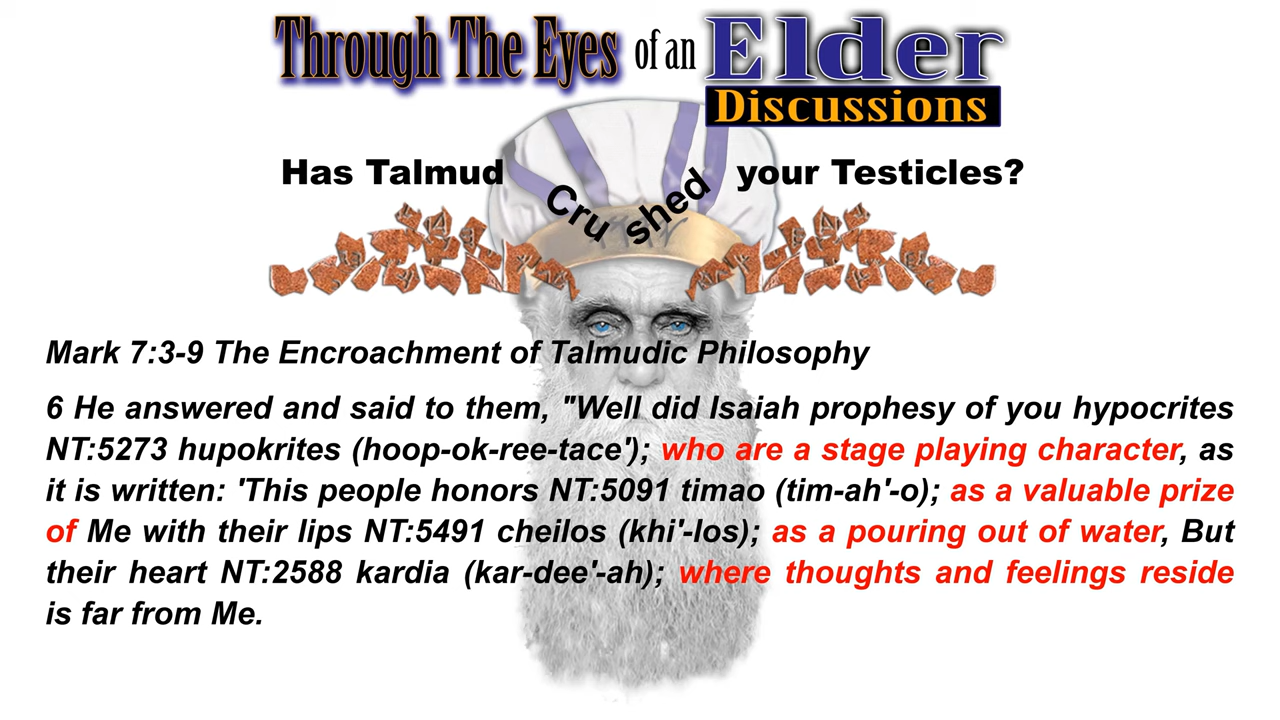 Through The Eyes of an Elder
Discussions
Has Talmud Crushed your Testicles?
Mark 7:3-9 The Encroachment of Talmudic Philosophy
6 He answered and said to them, "Well did Isaiah prophesy of you hypocrites
NT:5273 hupokrites (hoop-ok-ree-tace'); who are a stage playing character, as
it is written: 'This people honors NT:5091 timao (tim-ah'-o); as a valuable prize
of Me with their lips NT:5491 cheilos (khi'-los); as a pouring out of water, But
their heart NT:2588 kardia (kar-dee'-ah); where thoughts and feelings reside
is far from Me.